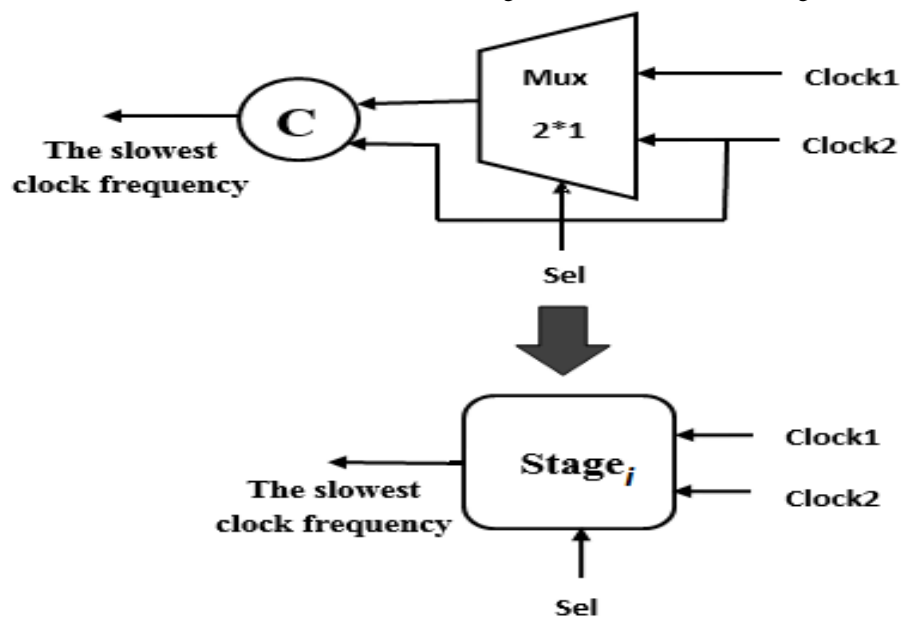 Mux
2*1
Clock1
Clock2
C
The slowest
clock frequency
Sel
Stage i
Clock1
Clock2
The slowest
clock frequency
Sel